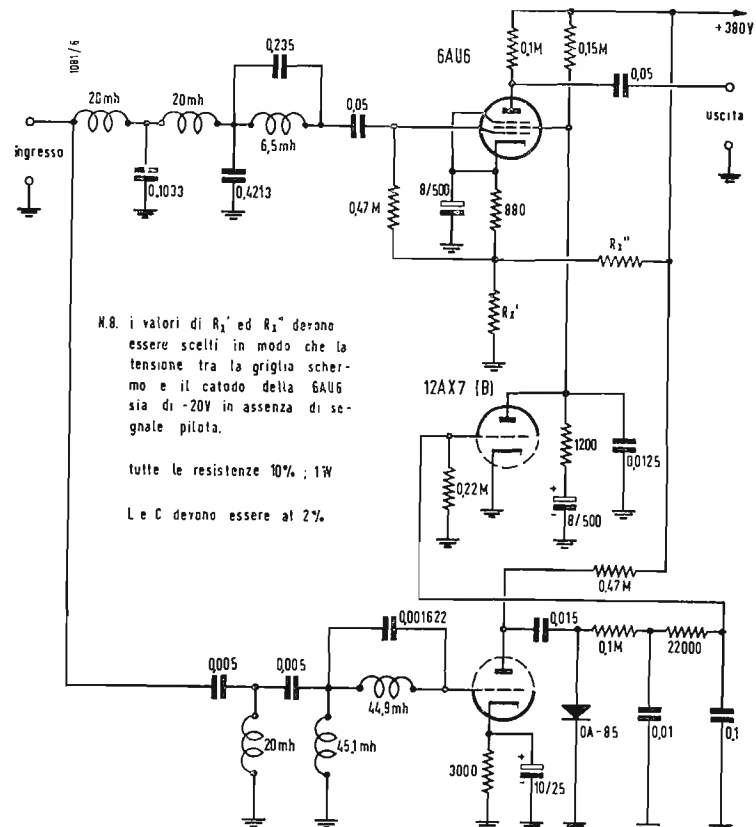 1081/6
0,235
6AU6
0,1M
0,15M
+380V
0,05
20mh
20mh
6,5mh
0,05
uscita
ingresso
0,1033
0,4213
0,47M
8/500
880
Rx"
Rx'
N.B. i valori di Rx' ed Rx" devono
essere scelti in modo che la
tensione tra la griglia scher-
mo e il catodo della 6AU6
sia di -20V in assenza di se-
gnale pilota.
tutte le resistenze 10% ; 1W
L e C devono essere al 2%
12AX7 (B)
0,22M
1200
0,0125
+
-
8/500
0,47M
0,001622
0,005
0,005
44,9mh
0,015
0,1M
22000
20mh
45,1mh
3000
+
-
10/25
OA-85
0,01
0,1